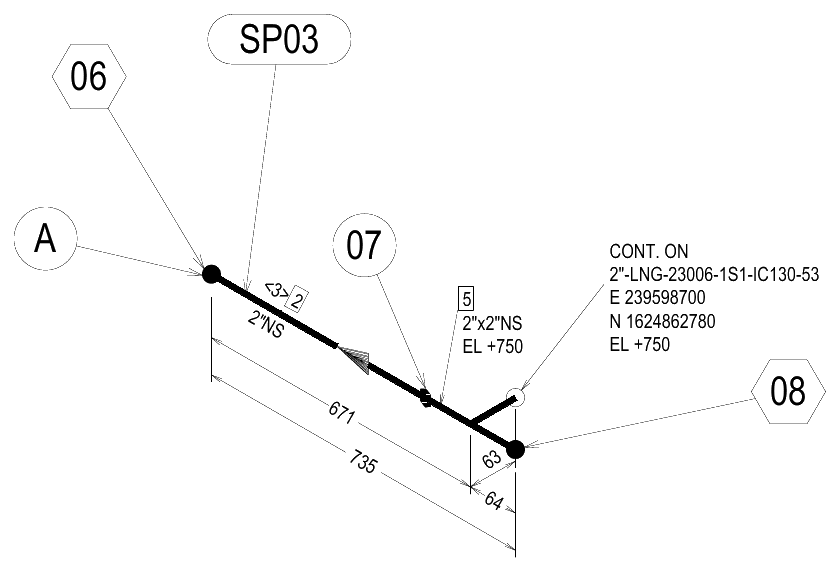 SP03
06
A
07
<3> 2
2"NS
5
2"x2"NS
EL +750
CONT. ON
2"-LNG-23006-1S1-IC130-53
E 239598700
N 1624862780
EL +750
08
671
735
63
64